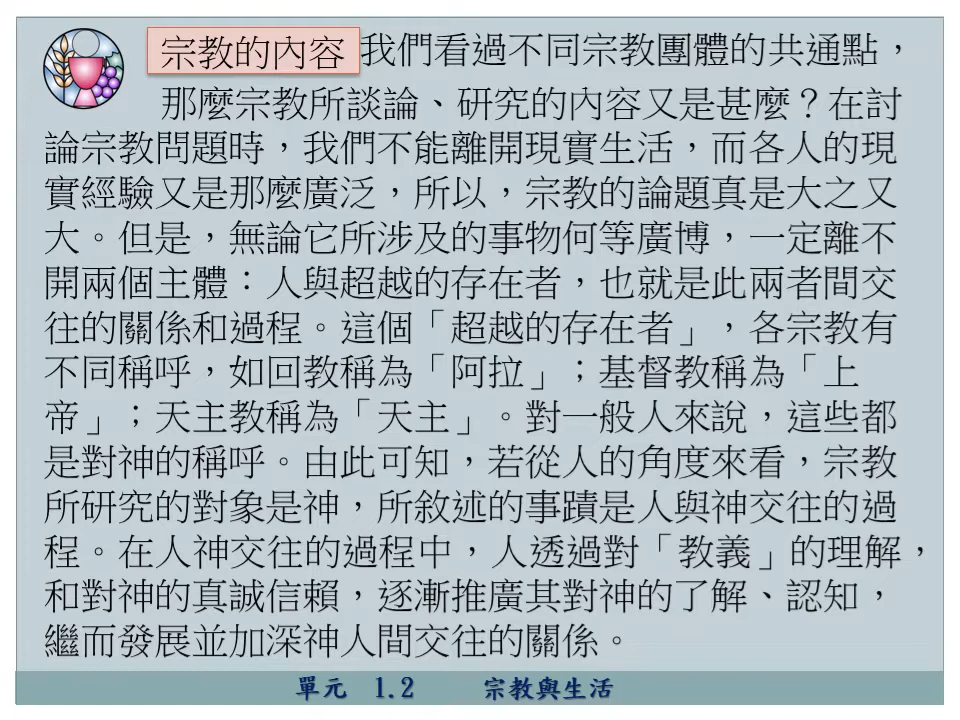 宗教的內容 我們看過不同宗教團體的共通點，
那麼宗教所談論、研究的內容又是甚麼？在討
論宗教問題時，我們不能離開現實生活，而各人的現
實經驗又是那麼廣泛，所以，宗教的論題真是大之又
大。但是，無論它所涉及的事物何等廣博，一定離不
開兩個主體：人與超越的存在者，也就是此兩者間交
往的關係和過程。這個「超越的存在者」，各宗教有
不同稱呼，如回教稱為「阿拉」；基督教稱為「上
帝」；天主教稱為「天主」。對一般人來說，這些都
是對神的稱呼。由此可知，若從人的角度來看，宗教
所研究的對象是神，所敘述的事蹟是人與神交往的過
程。在人神交往的過程中，人透過對「教義」的理解，
和對神的真誠信賴，逐漸推廣其對神的了解、認知，
繼而發展並加深神人間交往的關係。
單元 1.2 宗教與生活